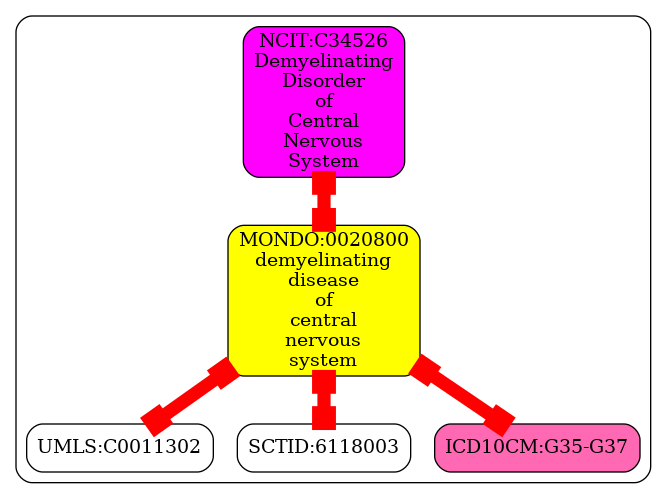 NCIT:C34526
Demyelinating
Disorder
of
Central
Nervous
System
MONDO:0020800
demyelinating
disease
of
central
nervous
system
UMLS:C0011302
SCTID:6118003
ICD10CM:G35-G37